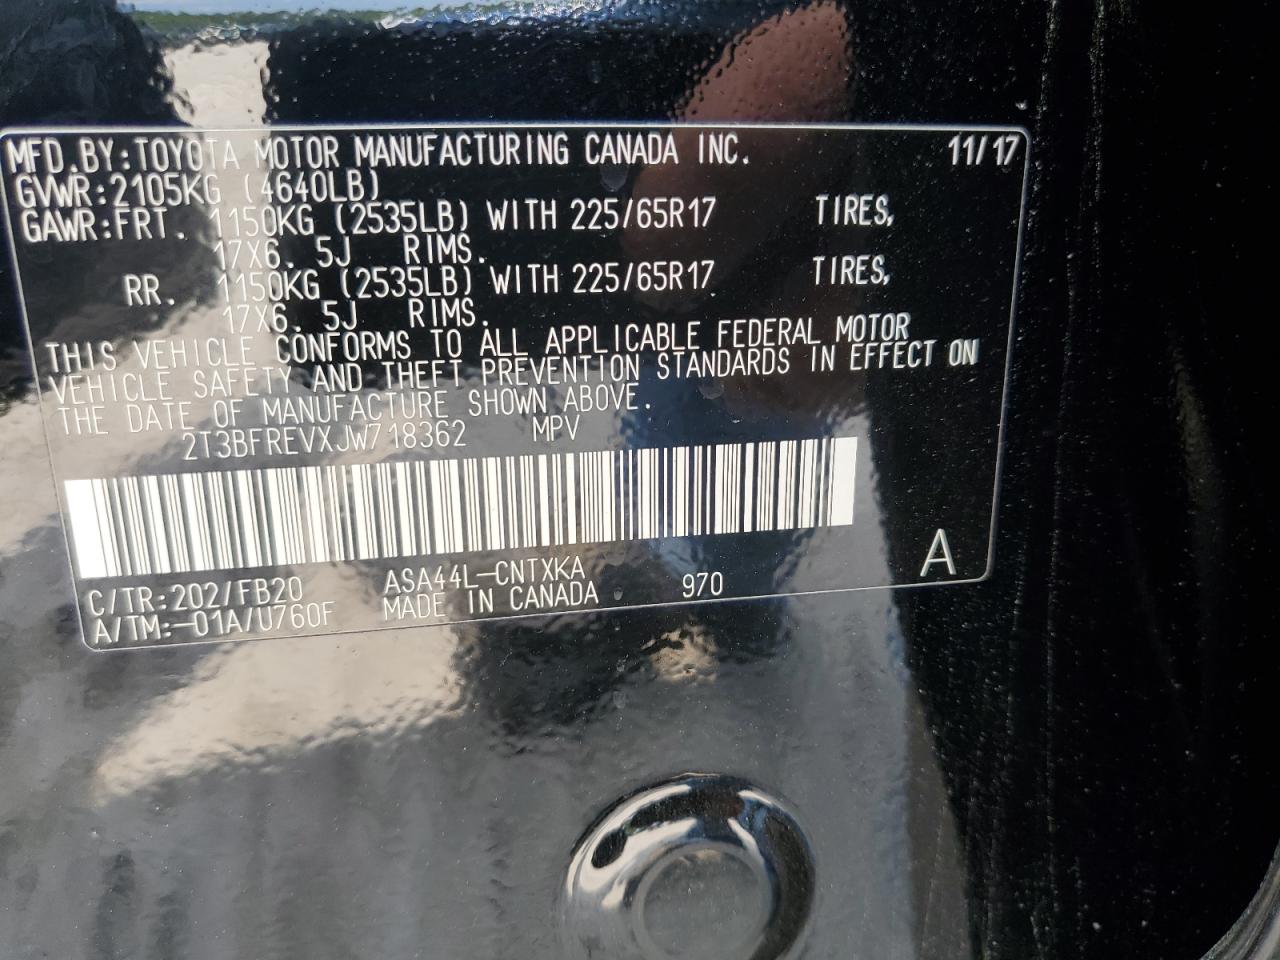 MFD.BY:TOYOTA MOTOR MANUFACTURING CANADA INC. 11/17
GVWR:2105KG (4640LB)
GAWR:FRT. 1150KG (2535LB) WITH 225/65R17 TIRES,
17X6. 5J RIMS.
RR. 1150KG (2535LB) WITH 225/65R17 TIRES,
17X6. 5J RIMS.
THIS VEHICLE CONFORMS TO ALL APPLICABLE FEDERAL MOTOR
VEHICLE SAFETY AND THEFT PREVENTION STANDARDS IN EFFECT ON
THE DATE OF MANUFACTURE SHOWN ABOVE.
2T3BFREVXJW718362 MPV
C/TR:202/FB20 ASA44L-CNTXKA A
A/TM:-01A/U760F MADE IN CANADA 970